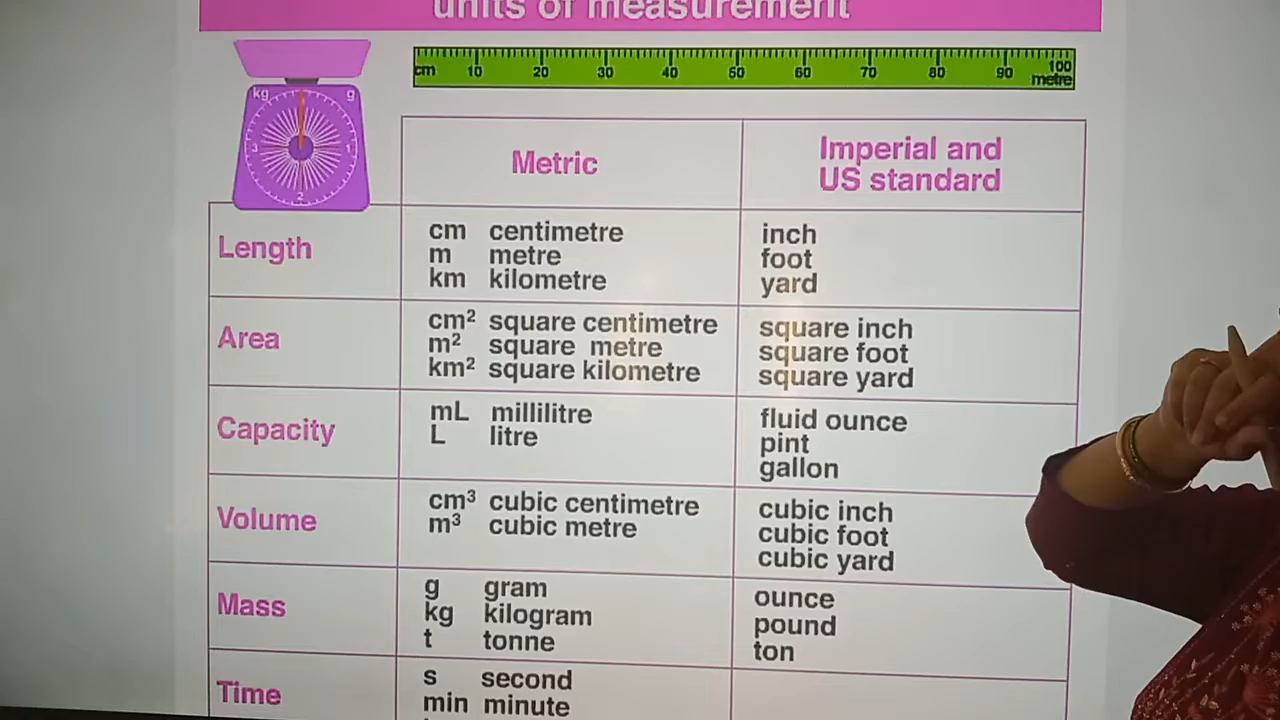 units of measurement
kg g
3 1
2
cm 10 20 30 40 50 60 70 80 90 100
metre
Metric
Imperial and
US standard
Length
cm centimetre
m metre
km kilometre
inch
foot
yard
Area
cm² square centimetre
m² square metre
km² square kilometre
square inch
square foot
square yard
Capacity
mL millilitre
L litre
fluid ounce
pint
gallon
Volume
cm³ cubic centimetre
m³ cubic metre
cubic inch
cubic foot
cubic yard
Mass
g gram
kg kilogram
t tonne
ounce
pound
ton
Time
s second
min minute